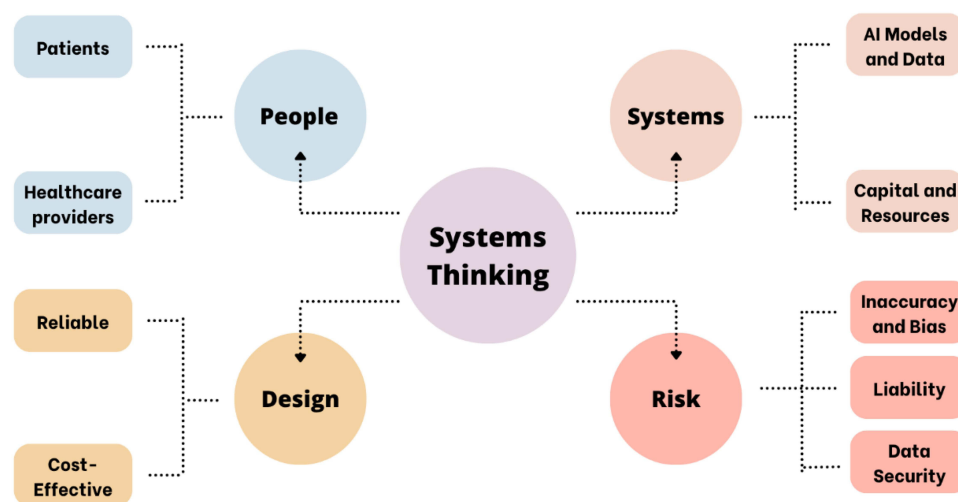 Patients
People
Healthcare
providers
Systems
AI Models
and Data
Capital and
Resources
Systems
Thinking
Reliable
Design
Cost-
Effective
Risk
Inaccuracy
and Bias
Liability
Data
Security